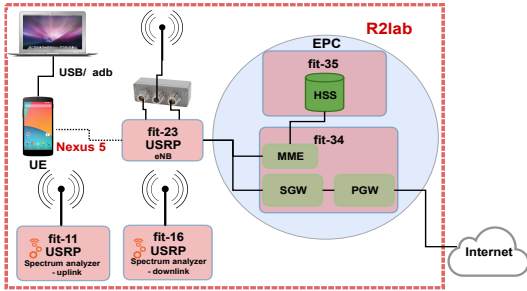 R2lab
EPC
fit-35
HSS
USB/ adb
fit-23
USRP
eNB
fit-34
MME
Nexus 5
UE
SGW
PGW
fit-11
USRP
Spectrum analyzer
- uplink
fit-16
USRP
Spectrum analyzer
- downlink
Internet